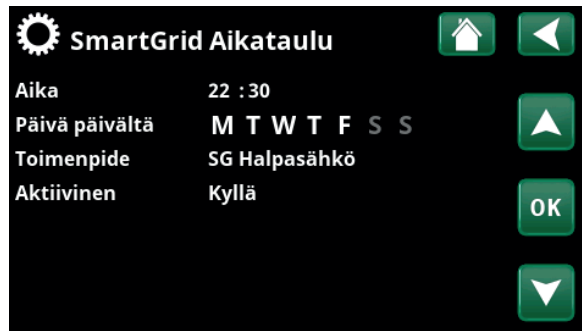 SmartGrid Aikataulu
Aika 22 :30
Päivä päivältä M T W T F S S
Toimenpide SG Halpasähkö
Aktiivinen Kyllä
OK